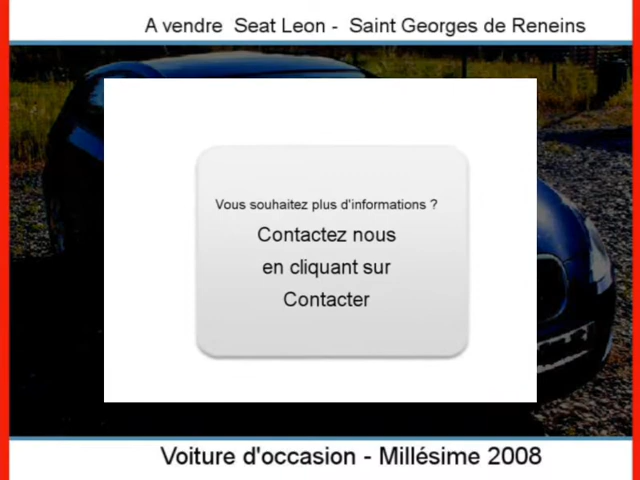 A vendre Seat Leon - Saint Georges de Reneins
Vous souhaitez plus d'informations ?
Contactez nous
en cliquant sur
Contacter
Voiture d'occasion - Millésime 2008